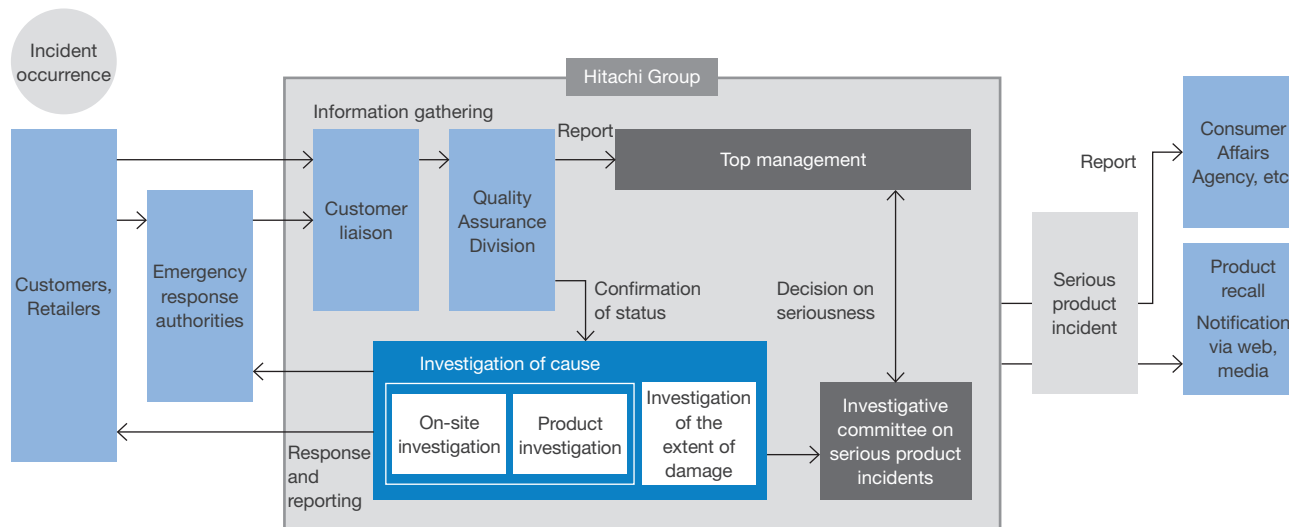 Incident
occurrence
Hitachi Group
Information gathering
Report
Customer
liaison
Quality
Assurance
Division
Top management
Customers,
Retailers
Emergency
response
authorities
Confirmation
of status
Decision on
seriousness
Investigation of cause
On-site
investigation
Product
investigation
Investigation
of the
extent of
damage
Response
and
reporting
Investigative
committee on
serious product
incidents
Serious
product
incident
Report
Consumer
Affairs
Agency, etc.
Product
recall
Notification
via web,
media